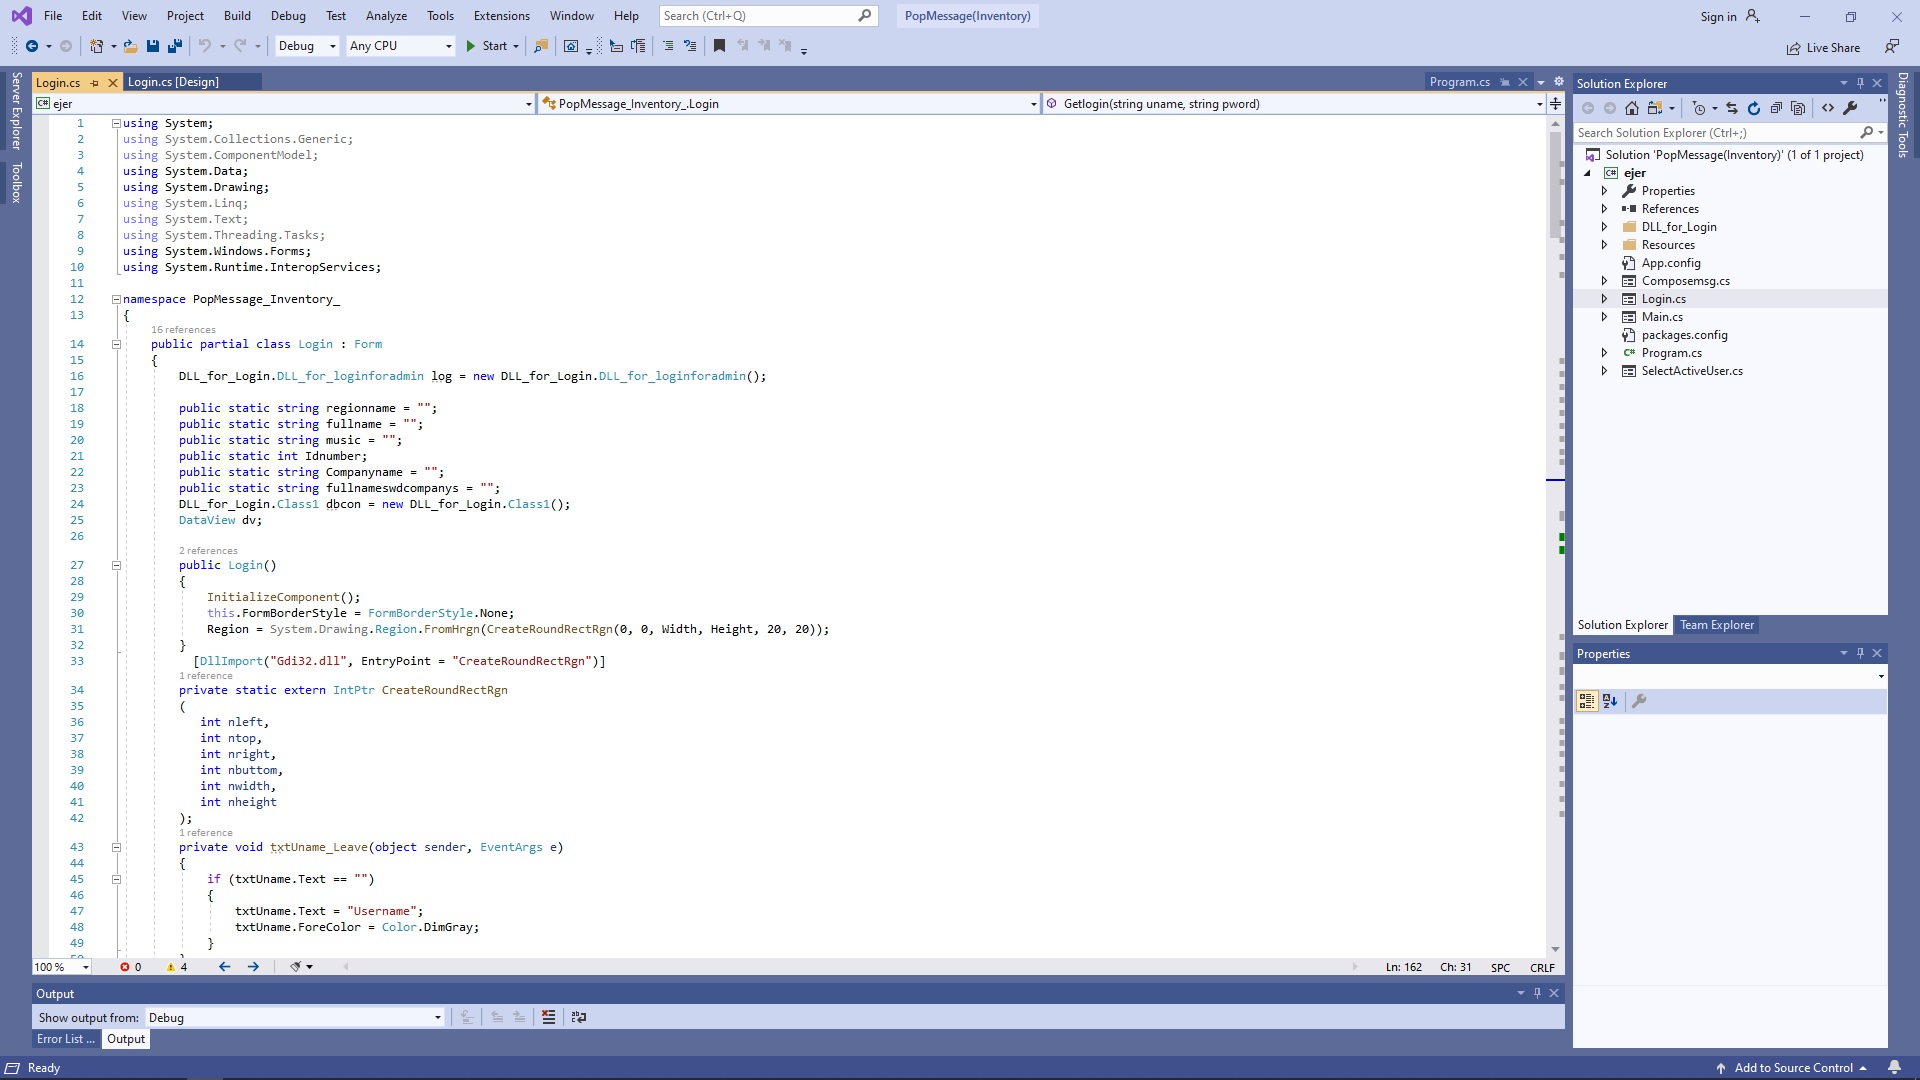 File Edit View Project Build Debug Test Analyze Tools Extensions Window Help Search (Ctrl+Q) PopMessage(Inventory) Sign in
Debug Any CPU Start Live Share
Server Explorer
Toolbox
Login.cs Login.cs [Design] Program.cs
C# ejer PopMessage_Inventory_.Login Getlogin(string uname, string pword)
1 using System;
2 using System.Collections.Generic;
3 using System.ComponentModel;
4 using System.Data;
5 using System.Drawing;
6 using System.Linq;
7 using System.Text;
8 using System.Threading.Tasks;
9 using System.Windows.Forms;
10 using System.Runtime.InteropServices;
11
12 namespace PopMessage_Inventory_
13 {
16 references
14 public partial class Login : Form
15 {
16 DLL_for_Login.DLL_for_loginforadmin log = new DLL_for_Login.DLL_for_loginforadmin();
17
18 public static string regionname = "";
19 public static string fullname = "";
20 public static string music = "";
21 public static int Idnumber;
22 public static string Companyname = "";
23 public static string fullnameswdcompanys = "";
24 DLL_for_Login.Class1 dbcon = new DLL_for_Login.Class1();
25 DataView dv;
26
2 references
27 public Login()
28 {
29 InitializeComponent();
30 this.FormBorderStyle = FormBorderStyle.None;
31 Region = System.Drawing.Region.FromHrgn(CreateRoundRectRgn(0, 0, Width, Height, 20, 20));
32 }
33 [DllImport("Gdi32.dll", EntryPoint = "CreateRoundRectRgn")]
1 reference
34 private static extern IntPtr CreateRoundRectRgn
35 (
36 int nleft,
37 int ntop,
38 int nright,
39 int nbuttom,
40 int nwidth,
41 int nheight
42 );
1 reference
43 private void txtUname_Leave(object sender, EventArgs e)
44 {
45 if (txtUname.Text == "")
46 {
47 txtUname.Text = "Username";
48 txtUname.ForeColor = Color.DimGray;
49 }
100 % 0 4 Ln: 162 Ch: 31 SPC CRLF
Output
Show output from: Debug
Error List ... Output
Ready Add to Source Control
Solution Explorer
Search Solution Explorer (Ctrl+;)
Solution 'PopMessage(Inventory)' (1 of 1 project)
C# ejer
Properties
References
DLL_for_Login
Resources
App.config
Composemsg.cs
Login.cs
Main.cs
packages.config
C# Program.cs
SelectActiveUser.cs
Solution Explorer Team Explorer
Properties
Diagnostic Tools